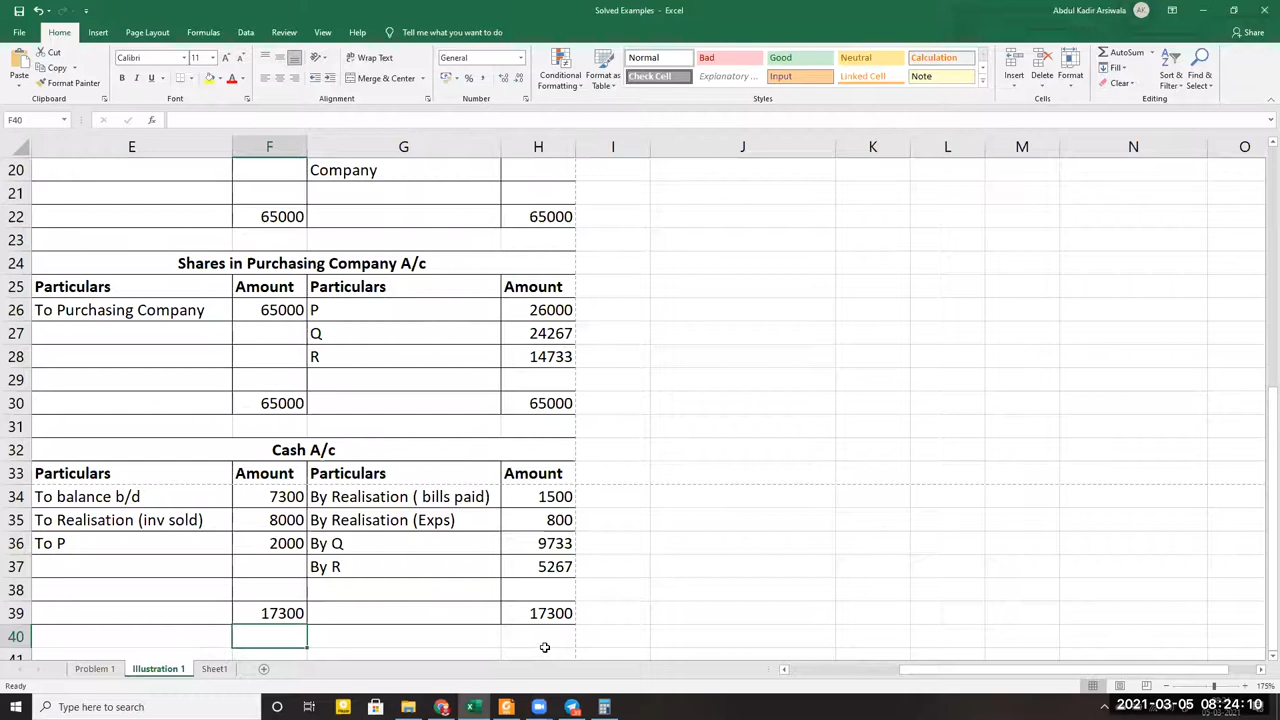 Solved Examples - Excel
Abdul Kadir Arsiwala AK
File Home Insert Page Layout Formulas Data Review View Help Tell me what you want to do Share
Paste Cut Copy Format Painter
Calibri 11
B I U
Wrap Text
Merge & Center
General
Conditional Formatting Format as Table
Normal Bad Good Neutral Calculation
Check Cell Explanatory ... Input Linked Cell Note
Insert Delete Format
AutoSum Fill Clear
Sort & Filter Find & Select
Clipboard Font Alignment Number Styles Cells Editing
F40 fx
E F G H I J K L M N O
20 Company
21
22 65000 65000
23
24 Shares in Purchasing Company A/c
25 Particulars Amount Particulars Amount
26 To Purchasing Company 65000 P 26000
27 Q 24267
28 R 14733
29
30 65000 65000
31
32 Cash A/c
33 Particulars Amount Particulars Amount
34 To balance b/d 7300 By Realisation ( bills paid) 1500
35 To Realisation (inv sold) 8000 By Realisation (Exps) 800
36 To P 2000 By Q 9733
37 By R 5267
38
39 17300 17300
40
41
Problem 1 Illustration 1 Sheet1
Ready 175%
Type here to search
2021-03-05 08:24:10